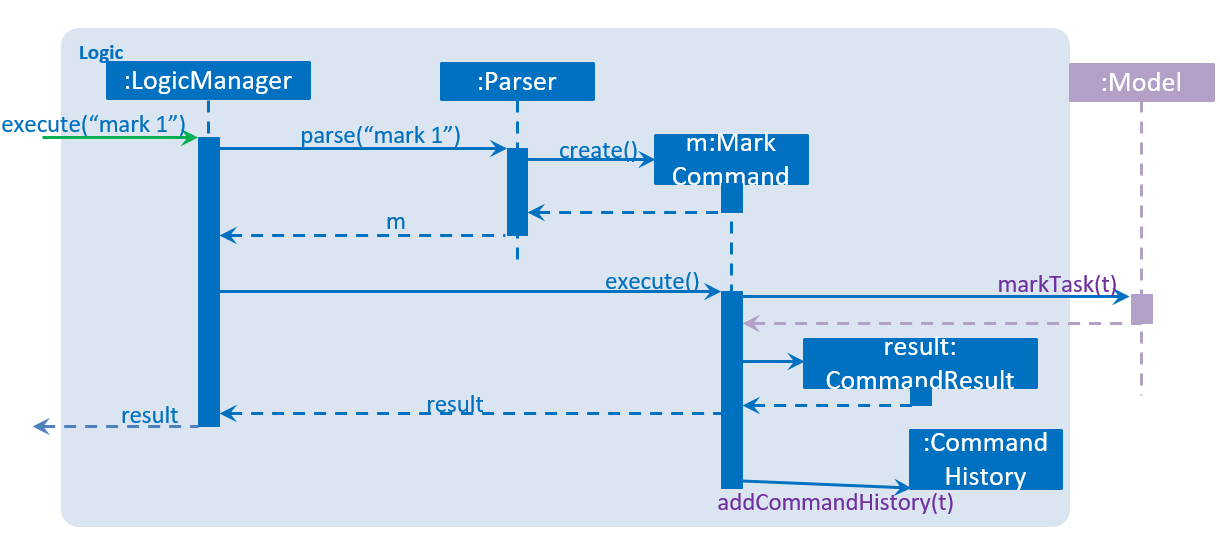 Logic
:LogicManager
:Parser
:Model
execute(“mark 1”)
parse(“mark 1”)
create()
m:Mark
Command
m
execute()
markTask(t)
result:
CommandResult
result
result
:Command
History
addCommandHistory(t)